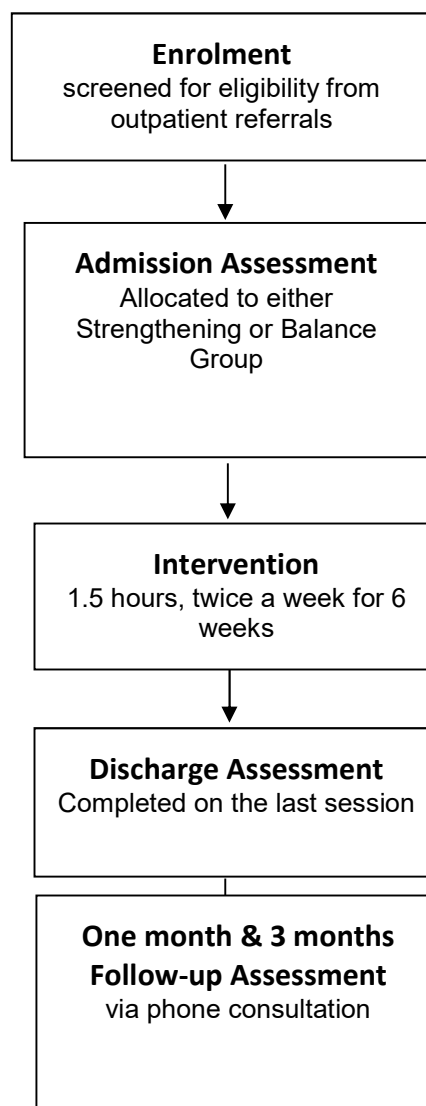 Enrolment
screened for eligibility from
outpatient referrals
Admission Assessment
Allocated to either
Strengthening or Balance
Group
Intervention
1.5 hours, twice a week for 6
weeks
Discharge Assessment
Completed on the last session
One month & 3 months
Follow-up Assessment
via phone consultation